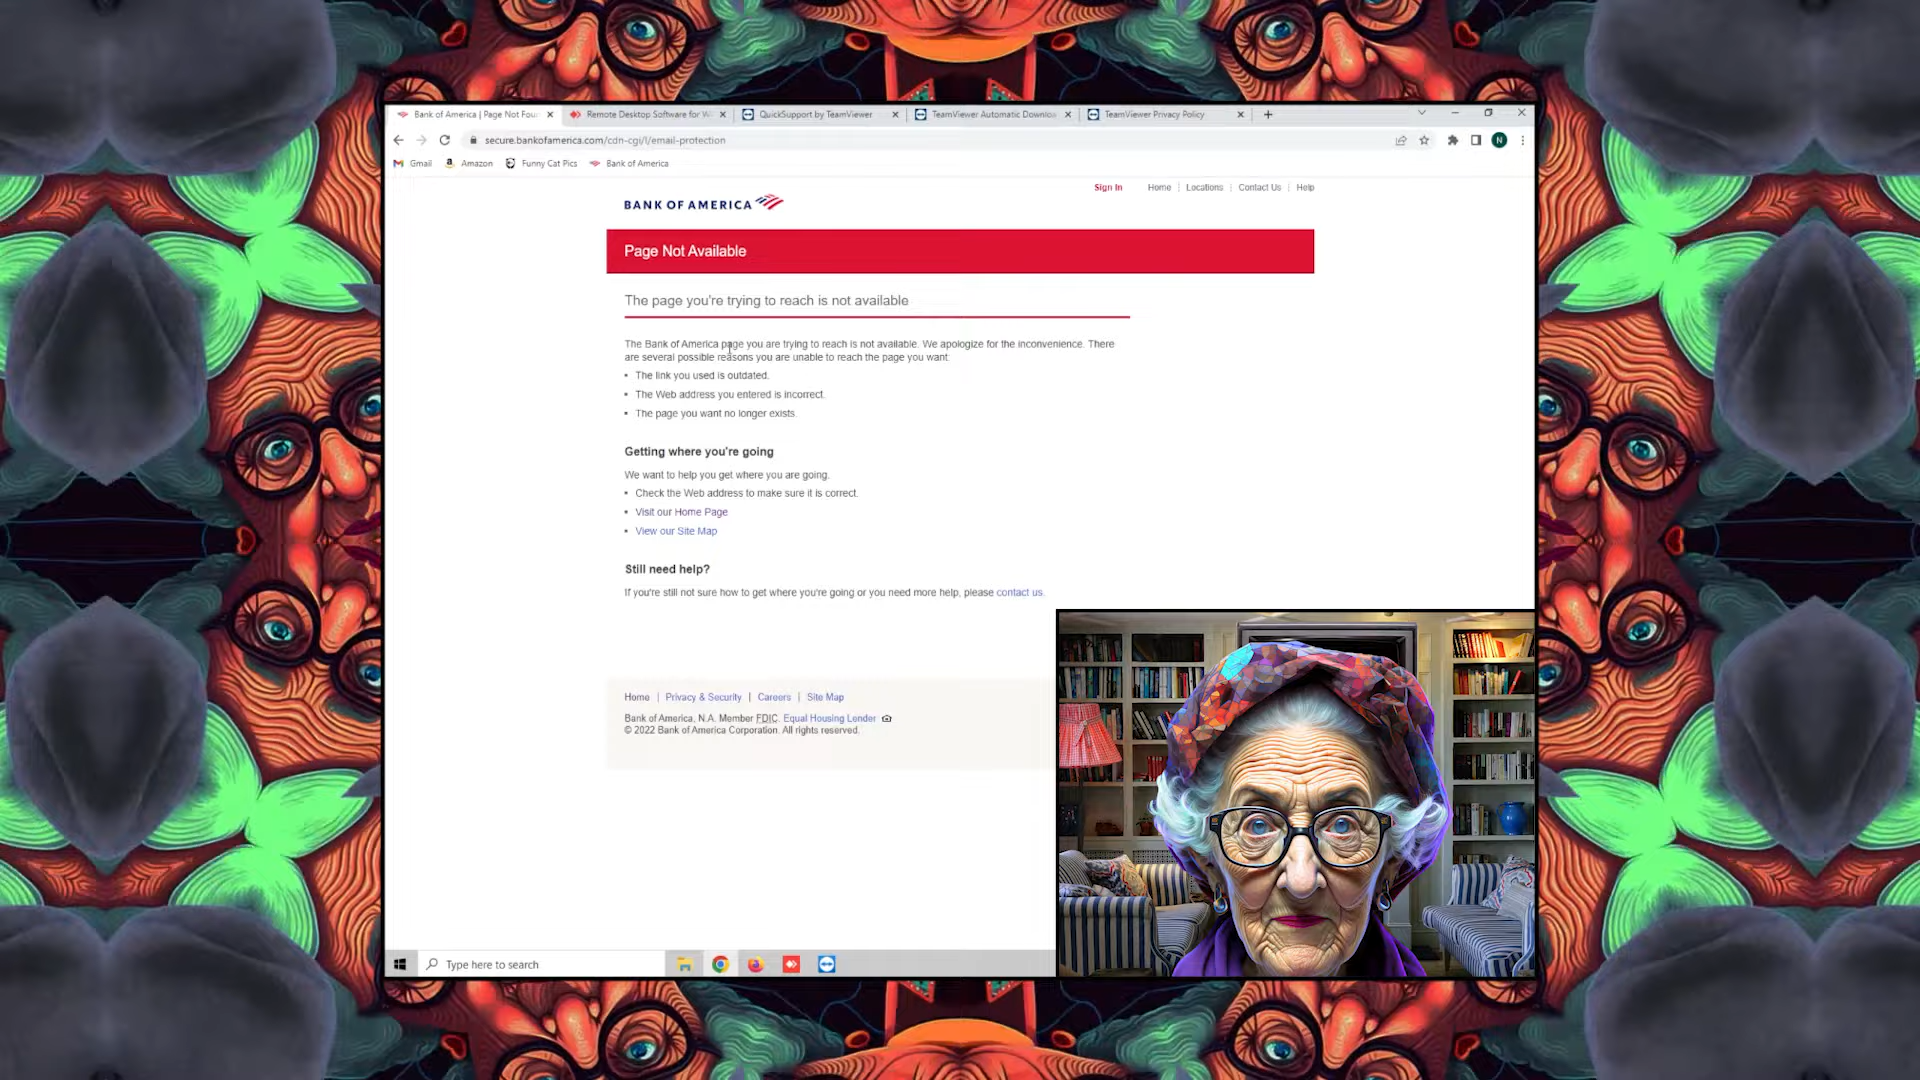 Bank of America | Page Not Foun
Remote Desktop Software for W
QuickSupport by TeamViewer
TeamViewer Automatic Downloa
TeamViewer Privacy Policy
secure.bankofamerica.com/cdn-cgi/l/email-protection
N
Gmail
Amazon
Funny Cat Pics
Bank of America
Sign In
Home | Locations | Contact Us | Help
BANK OF AMERICA
Page Not Available
The page you're trying to reach is not available
The Bank of America page you are trying to reach is not available. We apologize for the inconvenience. There
are several possible reasons you are unable to reach the page you want:
• The link you used is outdated.
• The Web address you entered is incorrect.
• The page you want no longer exists.
Getting where you're going
We want to help you get where you are going.
• Check the Web address to make sure it is correct.
• Visit our Home Page
• View our Site Map
Still need help?
If you're still not sure how to get where you're going or you need more help, please contact us.
Home | Privacy & Security | Careers | Site Map
Bank of America, N.A. Member FDIC. Equal Housing Lender
© 2022 Bank of America Corporation. All rights reserved.
Type here to search